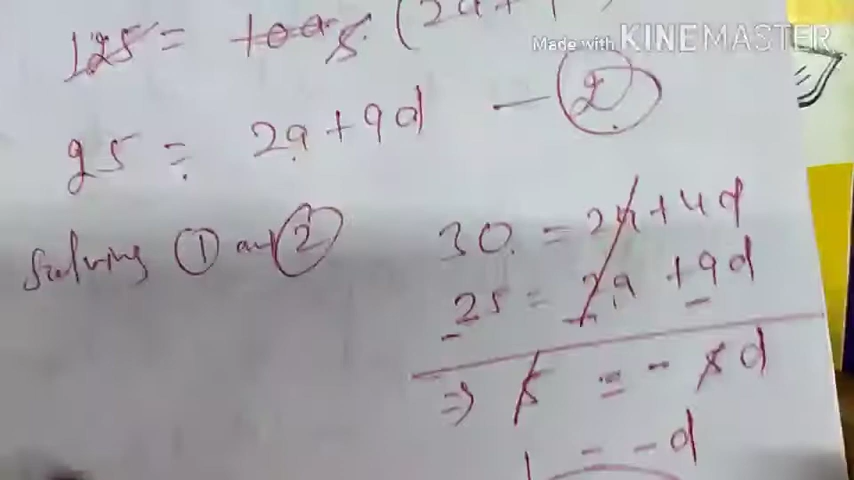 Made with KINEMASTER
125 = 10 5 (2a+
25 = 2a+9d — 2
Solving 1 and 2
30 = 2a+4d
25 = 2a +9d
⇒ 5 = - 5d
1 = -d